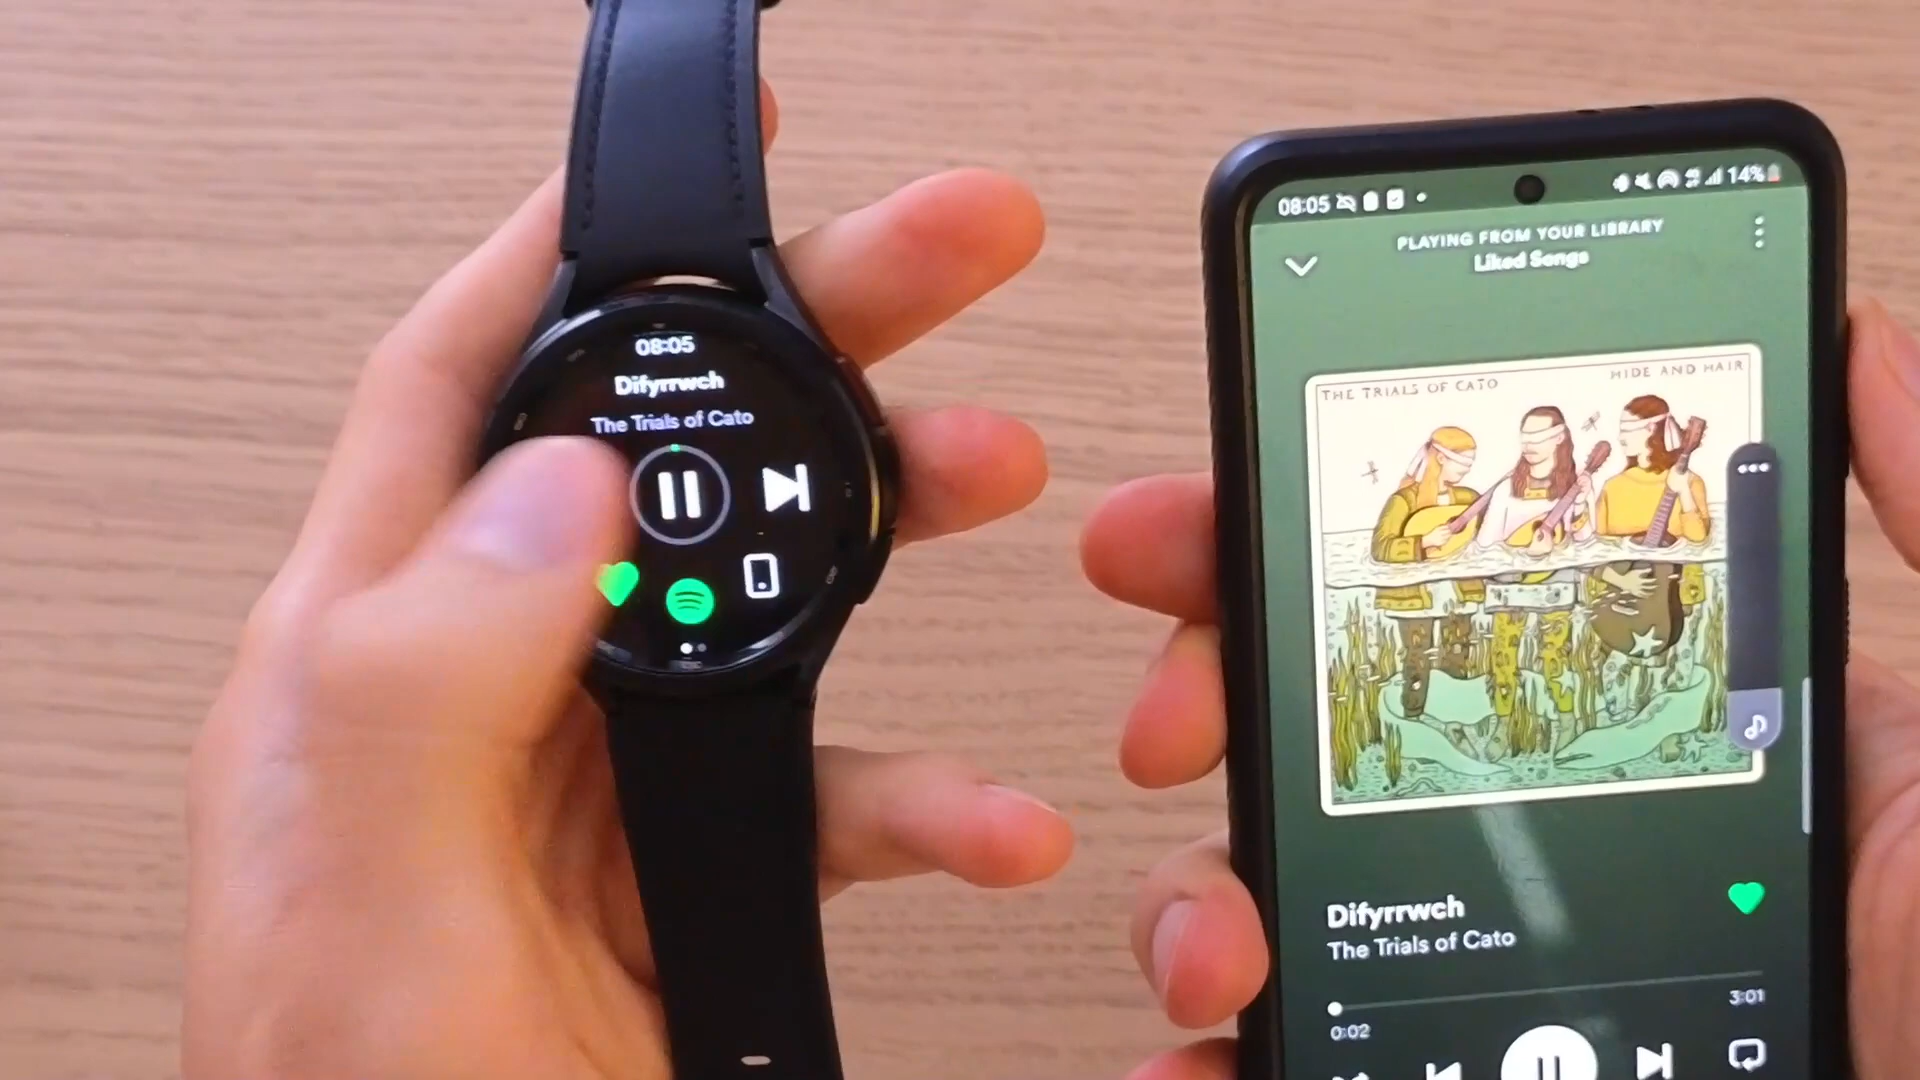 08:05
Difyrrwch
The Trials of Cato
08:05
14%
PLAYING FROM YOUR LIBRARY
Liked Songs
THE TRIALS OF CATO
HIDE AND HAIR
Difyrrwch
The Trials of Cato
0:02
3:01